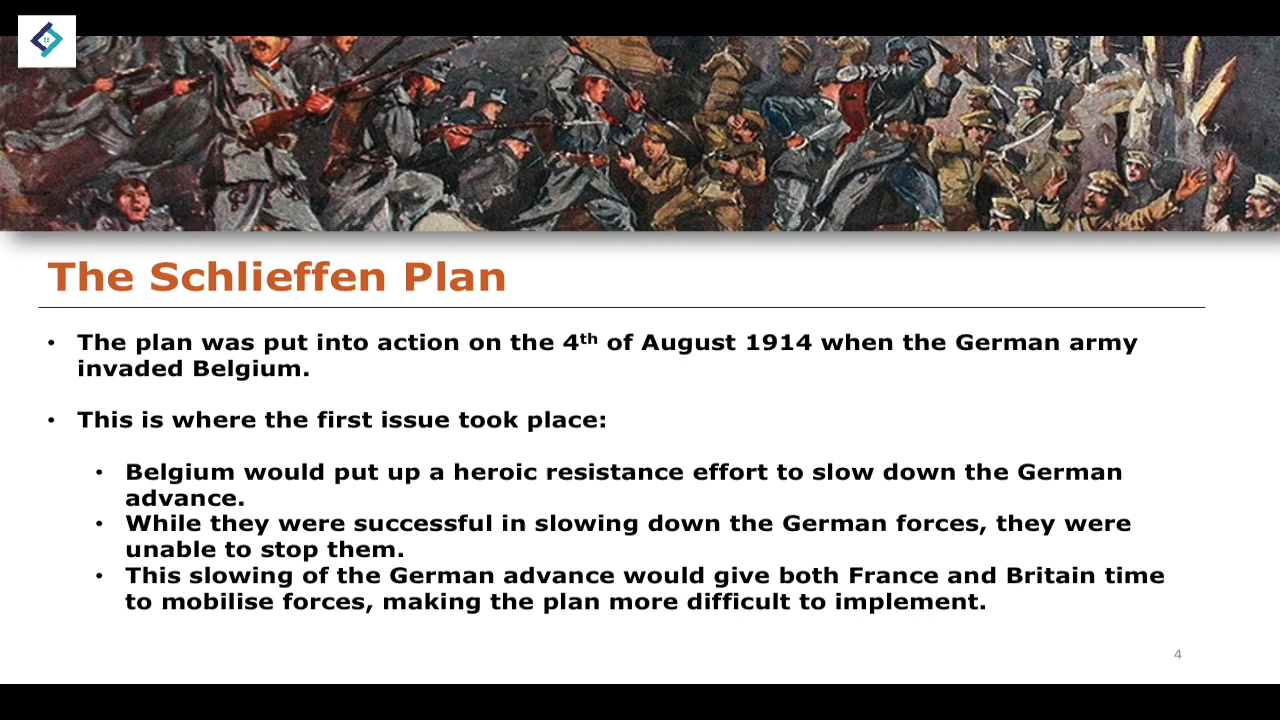 The Schlieffen Plan
• The plan was put into action on the 4th of August 1914 when the German army
invaded Belgium.
• This is where the first issue took place:
• Belgium would put up a heroic resistance effort to slow down the German
advance.
• While they were successful in slowing down the German forces, they were
unable to stop them.
• This slowing of the German advance would give both France and Britain time
to mobilise forces, making the plan more difficult to implement.
4